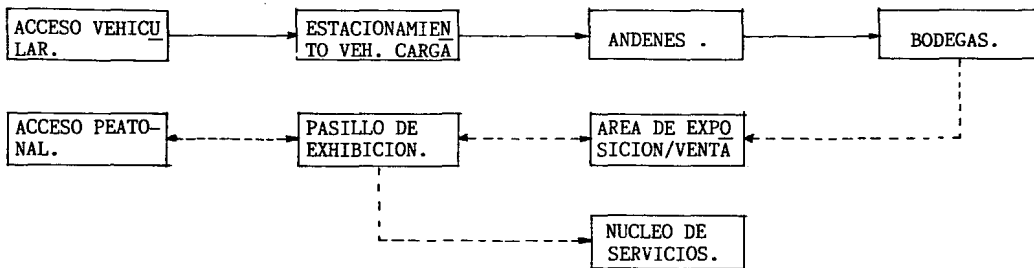 ACCESO VEHICU
LAR.
ESTACIONAMIEN
TO VEH. CARGA
ANDENES .
BODEGAS.
ACCESO PEATO-
NAL.
PASILLO DE
EXHIBICION.
AREA DE EXPO
SICION/VENTA
NUCLEO DE
SERVICIOS.